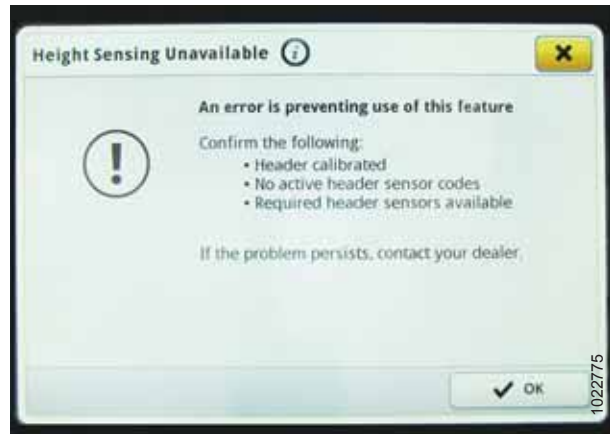 Height Sensing Unavailable
An error is preventing use of this feature
Confirm the following:
• Header calibrated
• No active header sensor codes
• Required header sensors available
If the problem persists, contact your dealer.
OK
1022775